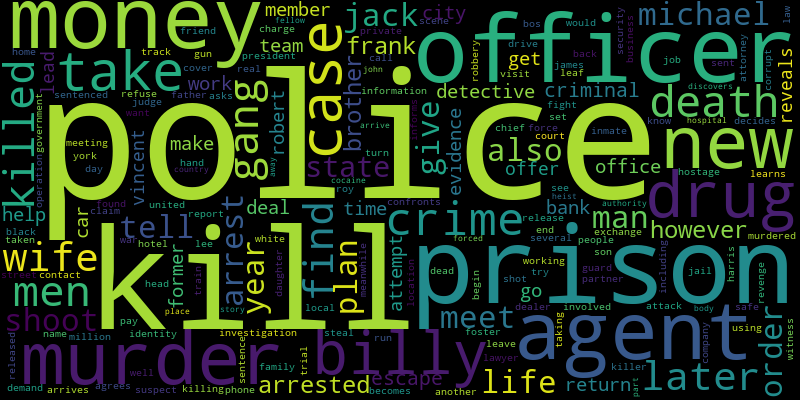 money
member
jack
city
officer
michael
fellow
scene
bos
would
law
home
track
friend
charge
private
take
gun
team
frank
call
back
case
brother
get
drive
james
job
sent
attorney
corrupt
killed
lead
cover
president
work
real
robbery
security
business
visit
leaf
reveals
sentenced
refuse
father
asks
judge
want
john
information
detective
criminal
death
discovers
government
operation
gang
robert
give
evidence
fight
set
know
hospital
decides
police
new
meeting
york
day
make
hand
country
vincent
turn
arrive
informs
chief
force
court
inmate
also
office
hostage
away
cocaine
roy
state
offer
learns
confronts
see
heist
authority
drug
help
black
taken
car
found
claim
united
report
deal
time
crime
bank
man
however
murdered
tell
war
hotel
lee
arrest
year
white
find
plan
meanwhile
attempt
location
release
end
several
exchange
people
son
wife
street
contact
men
former
train
daughter
kill
prison
forced
dead
begin
working
try
shot
guard
partner
including
jail
harris
revenge
head
place
story
local
go
dealer
involved
attack
body
safe
shoot
pay
identity
name
million
investigation
steal
foster
meet
agent
using
order
witness
murder
billy
run
leave
taking
company
lawyer
released
well
family
trial
sentence
escape
life
killer
later
demand
arrives
agrees
suspect
killing
phone
arrested
becomes
another
return
part